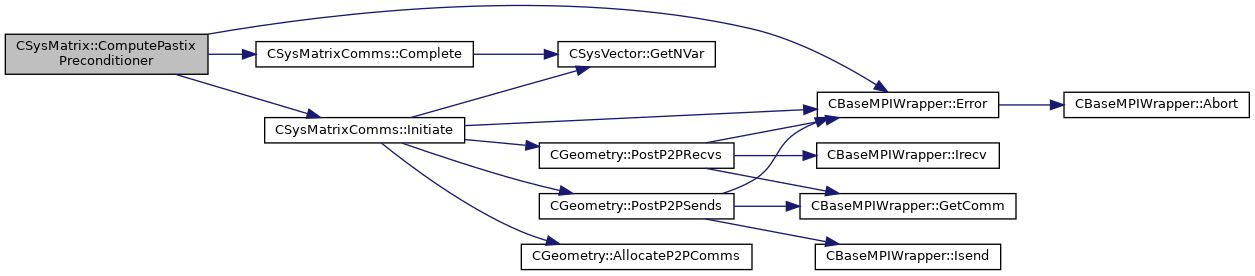 CSysMatrix::ComputePastix
Preconditioner
CSysMatrixComms::Complete
CSysVector::GetNVar
CBaseMPIWrapper::Error
CBaseMPIWrapper::Abort
CSysMatrixComms::Initiate
CGeometry::PostP2PRecvs
CBaseMPIWrapper::Irecv
CGeometry::PostP2PSends
CBaseMPIWrapper::GetComm
CGeometry::AllocateP2PComms
CBaseMPIWrapper::Isend